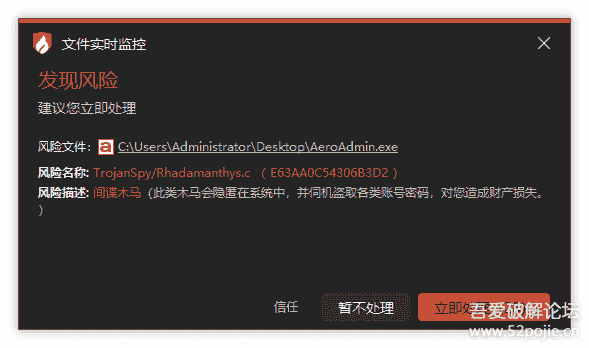 文件实时监控
发现风险
建议您立即处理
风险文件: C:\Users\Administrator\Desktop\AeroAdmin.exe
风险名称: TrojanSpy/Rhadamanthys.c （ E63AA0C54306B3D2 ）
风险描述: 间谍木马（此类木马会隐匿在系统中，并伺机盗取各类账号密码，对您造成财产损失。
）
信任 暂不处理 立即处理
吾爱破解论坛
www.52pojie.cn